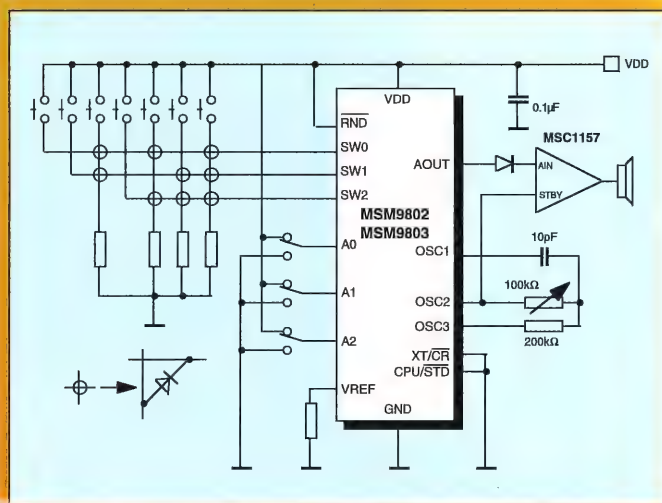 VDD
VDD
0.1µF
RND
SW0
SW1
SW2
AOUT
MSC1157
AIN
STBY
MSM9802
MSM9803
A0
OSC1
10pF
100kΩ
A1
OSC2
OSC3
200kΩ
A2
XT/CR
CPU/STD
VREF
GND